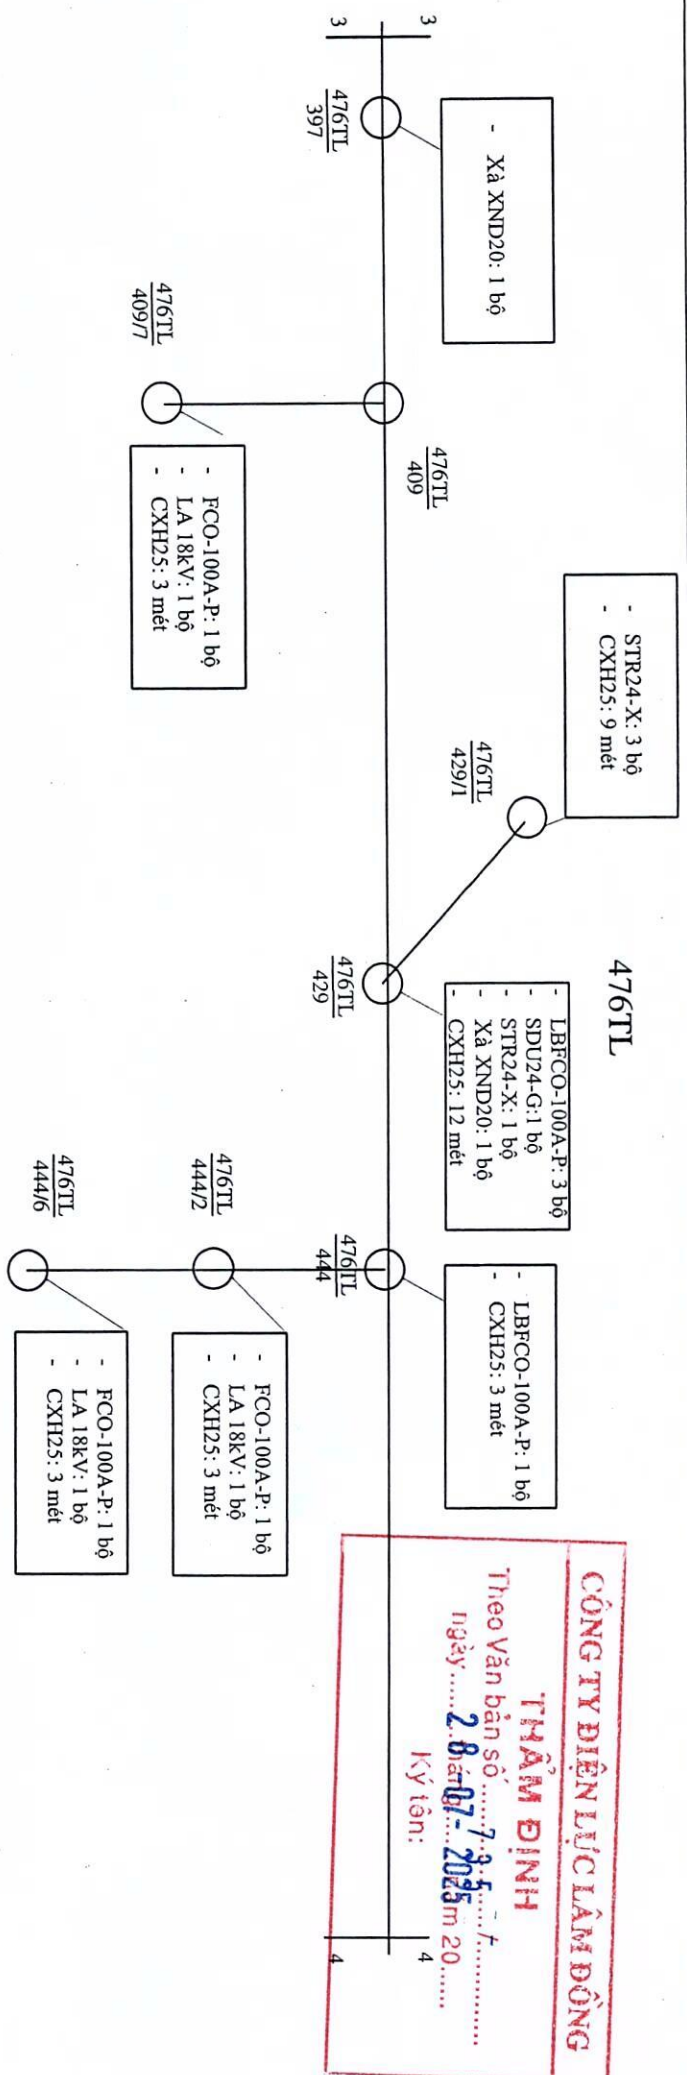 476TL
3
3
476TL
397
- Xà XND20: 1 bộ
476TL
409
476TL
409/7
- FCO-100A-P: 1 bộ
- LA 18kV: 1 bộ
- CXH25: 3 mét
- STR24-X: 3 bộ
- CXH25: 9 mét
476TL
429/1
476TL
429
- LBFCO-100A-P: 3 bộ
- SDU24-G:1 bộ
- STR24-X: 1 bộ
- Xà XND20: 1 bộ
- CXH25: 12 mét
476TL
444
- LBFCO-100A-P: 1 bộ
- CXH25: 3 mét
476TL
444/2
- FCO-100A-P: 1 bộ
- LA 18kV: 1 bộ
- CXH25: 3 mét
476TL
444/6
- FCO-100A-P: 1 bộ
- LA 18kV: 1 bộ
- CXH25: 3 mét
4
4
CÔNG TY ĐIỆN LỰC LÂM ĐỒNG
THẨM ĐỊNH
Theo Văn bản số
ngày 28-07-2025 tháng năm 20
Ký tên: